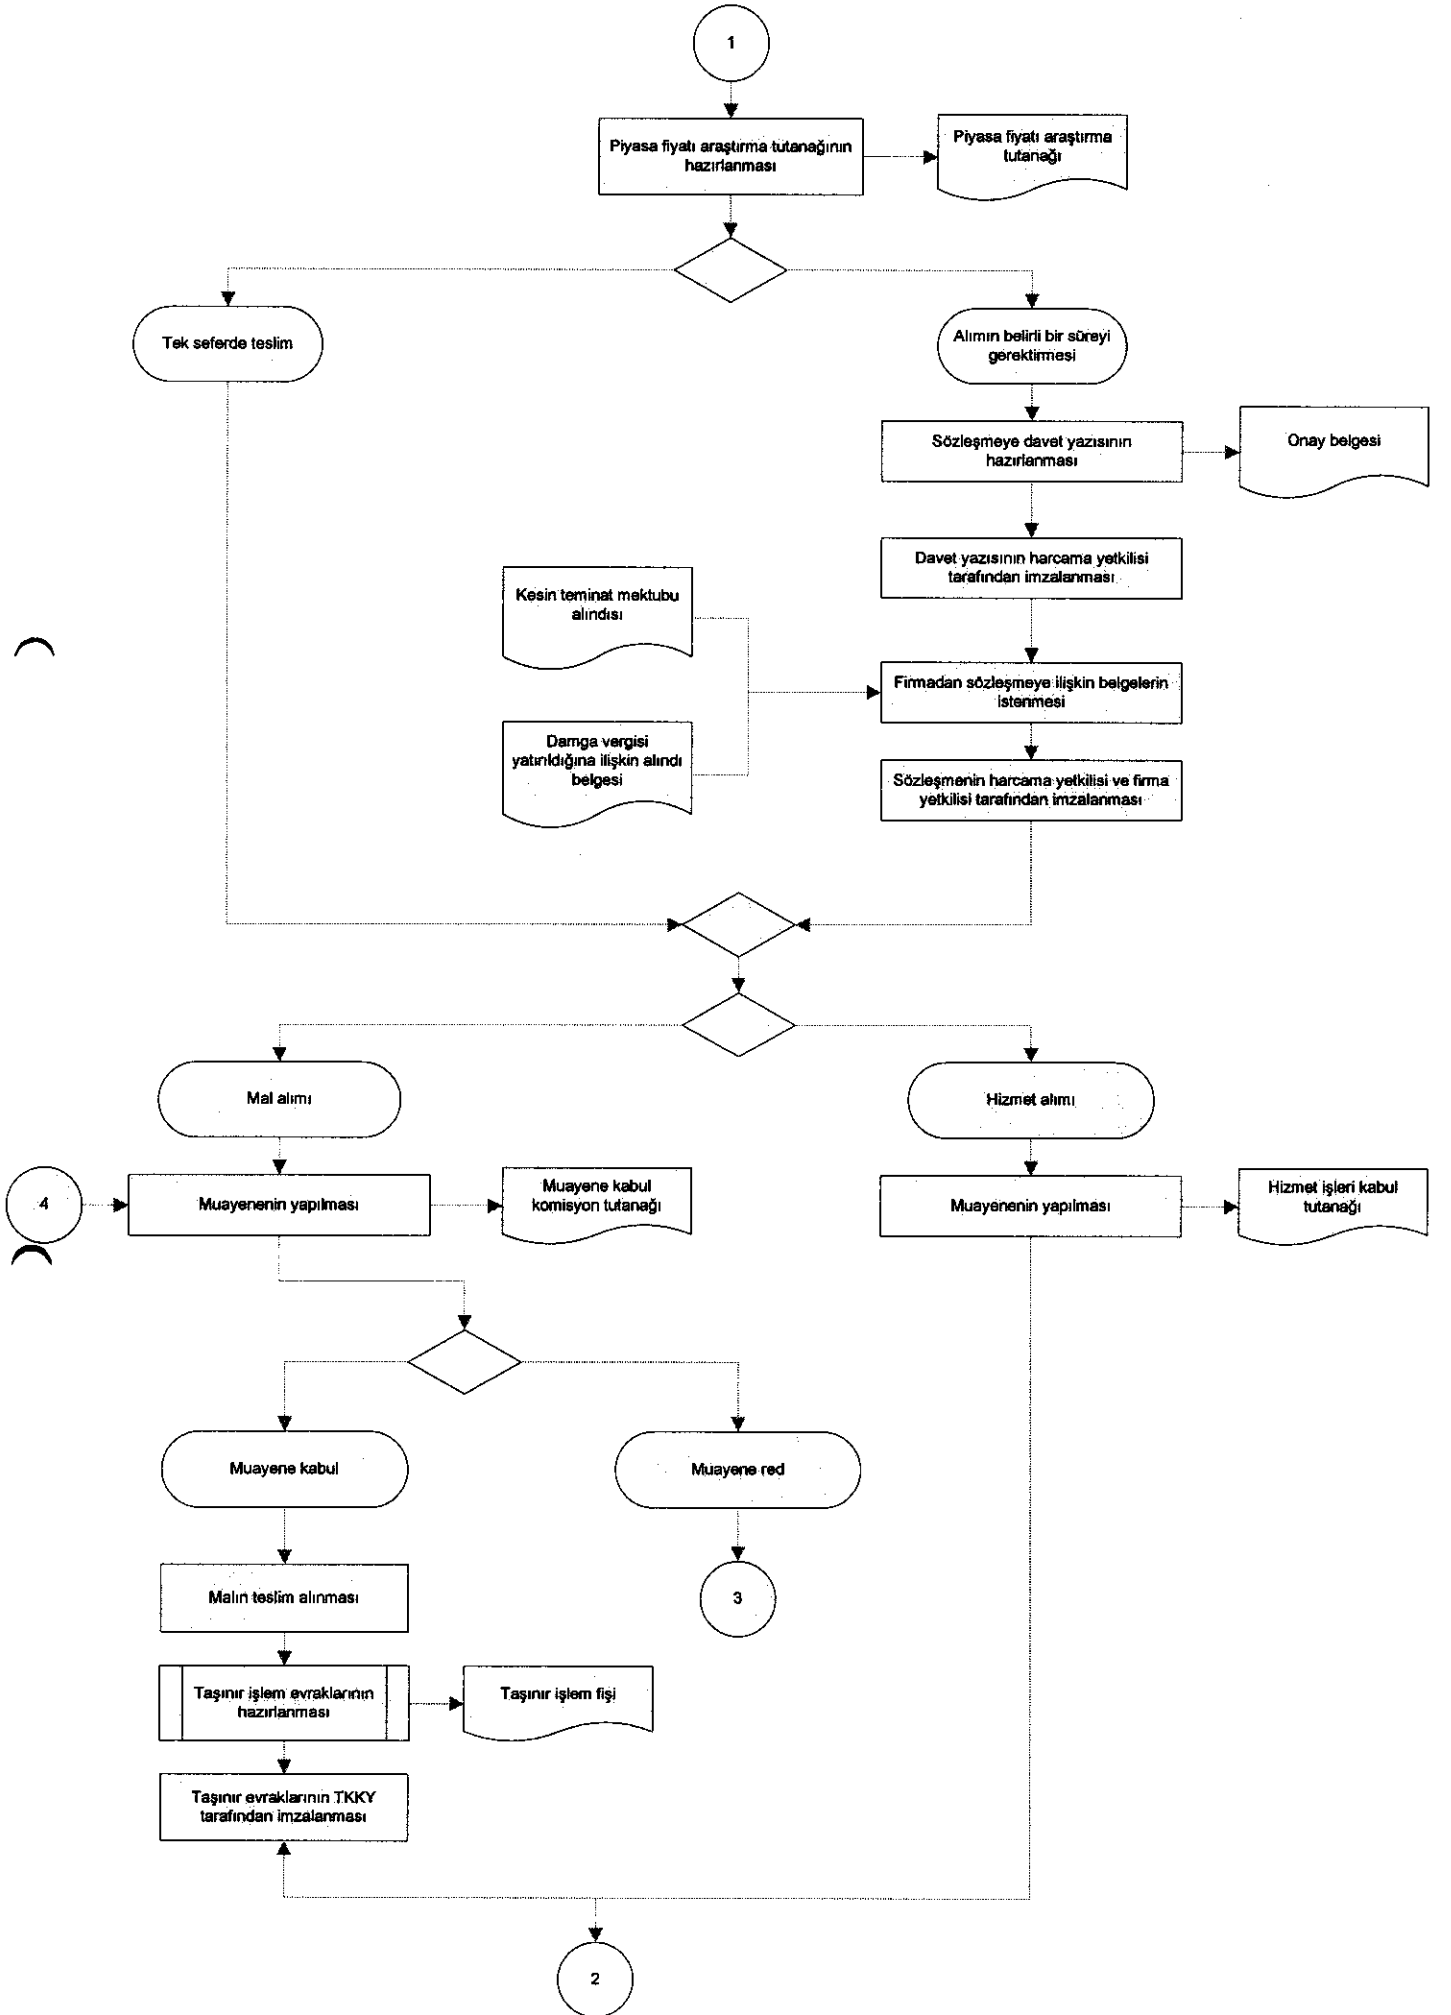 1
Piyasa fiyatı araştırma tutanağının
hazırlanması
Piyasa fiyatı araştırma
tutanağı
Tek seferde teslim
Alımın belirli bir süreyi
gerektirmesi
Sözleşmeye davet yazısının
hazırlanması
Onay belgesi
Davet yazısının harcama yetkilisi
tarafından imzalanması
Kesin teminat mektubu
alındısı
Firmadan sözleşmeye ilişkin belgelerin
istenmesi
Damga vergisi
yatırıldığına ilişkin alındı
belgesi
Sözleşmenin harcama yetkilisi ve firma
yetkilisi tarafından imzalanması
Mal alımı
Hizmet alımı
4
Muayenenin yapılması
Muayene kabul
komisyon tutanağı
Muayenenin yapılması
Hizmet işleri kabul
tutanağı
Muayene kabul
Muayene red
Malın teslim alınması
3
Taşınır işlem evraklarının
hazırlanması
Taşınır işlem fişi
Taşınır evraklarının TKKY
tarafından imzalanması
2